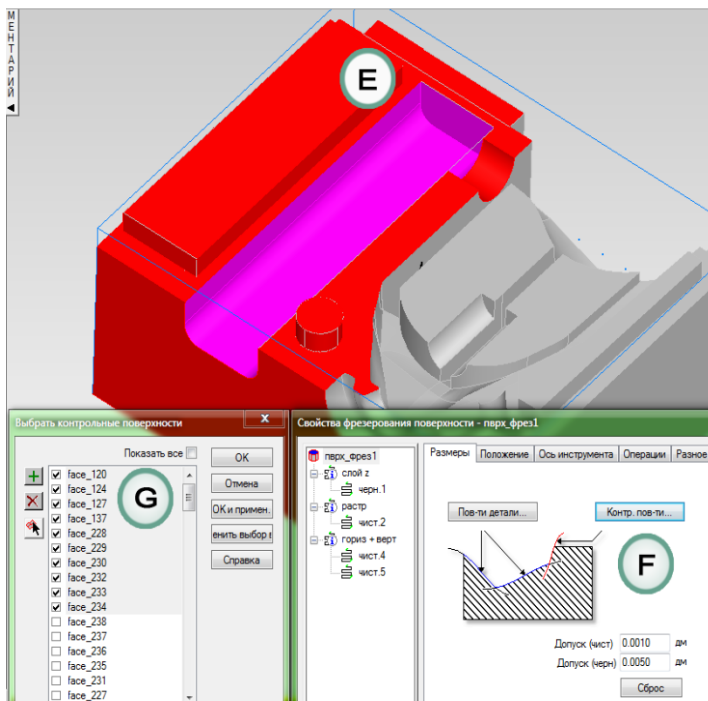 МЕНТАРИЙ
E
Выбрать контрольные поверхности
X
Показать все
face_120
face_124
face_127
face_137
face_228
face_229
face_230
face_232
face_233
face_234
face_238
face_237
face_236
face_235
face_231
face_227
G
OK
Отмена
ОК и примен.
енить выбор
Справка
Свойства фрезерования поверхности - пврх_фрез1
пврх_фрез1
слой z
черн.1
растр
чист.2
гориз + верт
чист.4
чист.5
Размеры Положение Ось инструмента Операции Разное
Пов-ти детали...
Контр. пов-ти...
F
Допуск (чист) 0.0010 дм
Допуск (черн) 0.0050 дм
Сброс